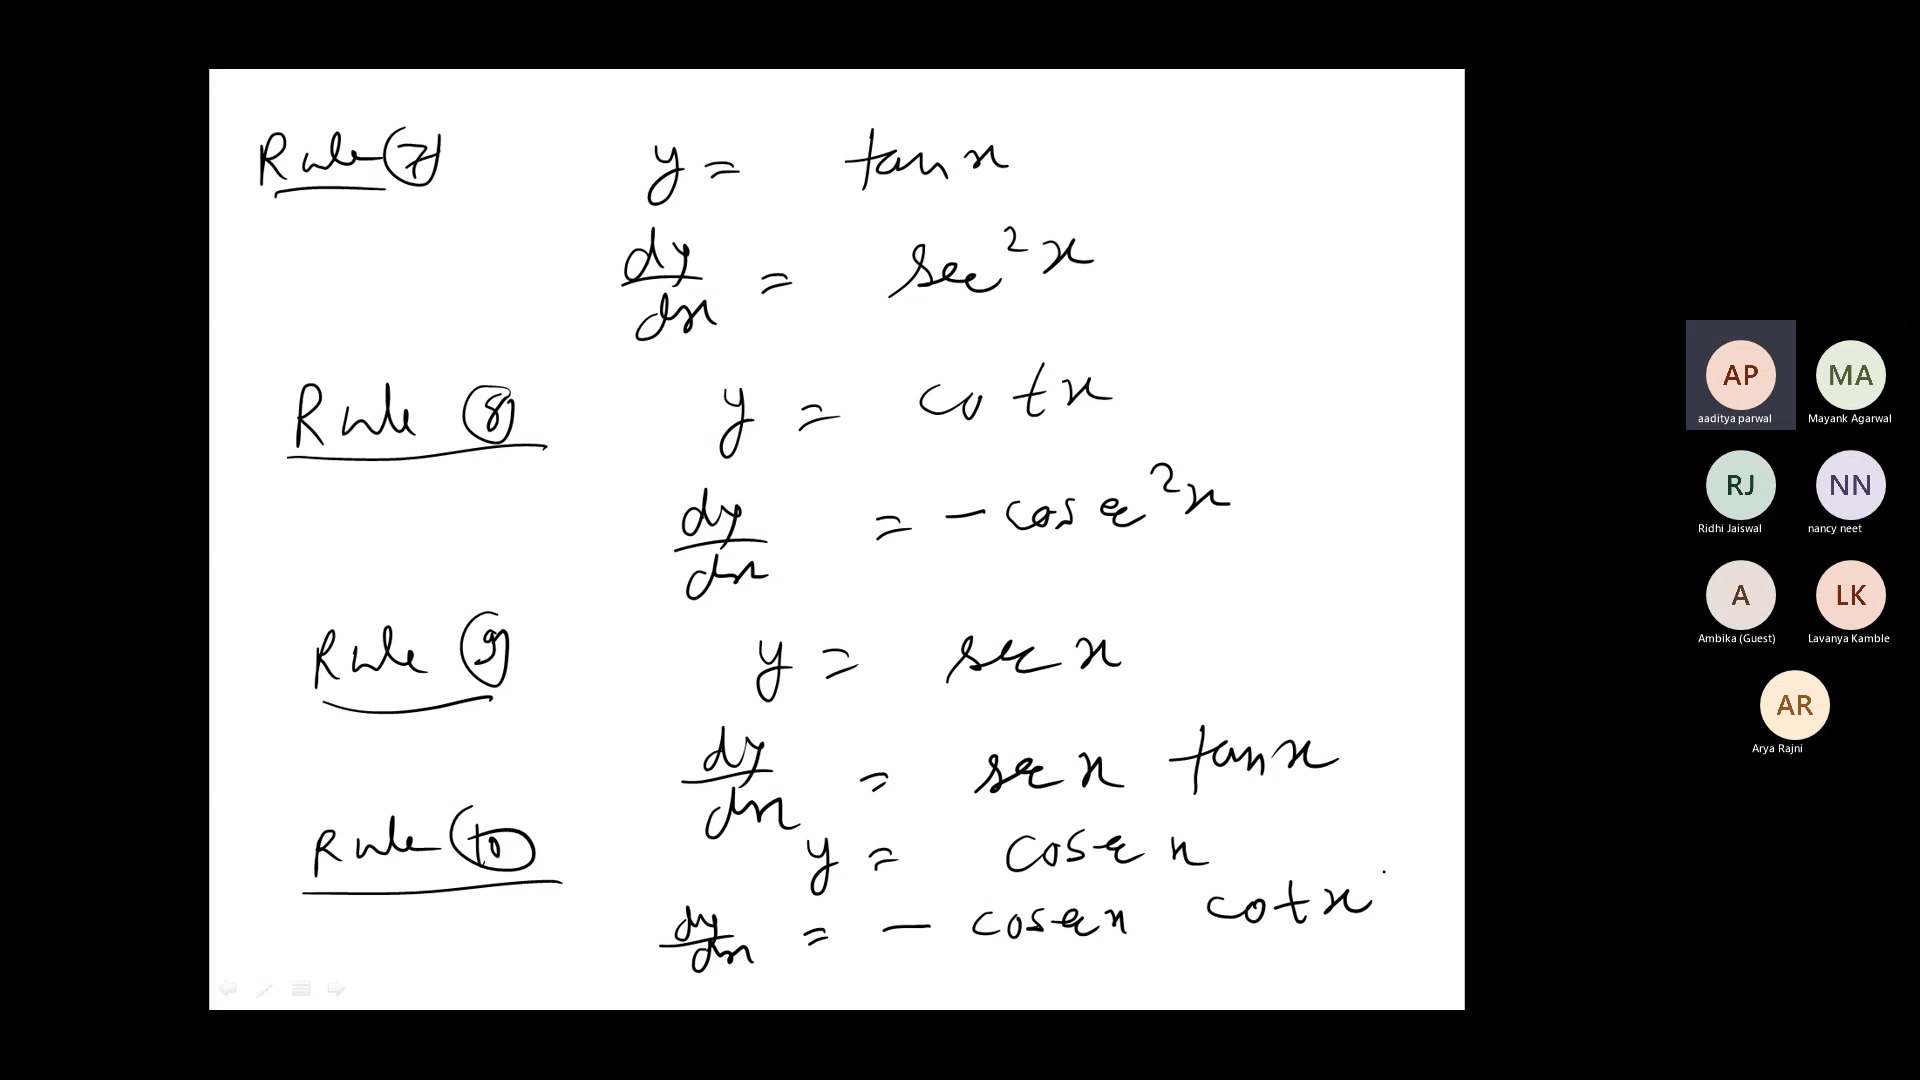 Rule (7) y = tan x
dy/dx = sec²x
Rule (8) y = cotx
dy/dx = - cosec²x
Rule (9) y = sec x
dy/dx = sec x tan x
Rule (10) y = cosec x
dy/dx = - cosec x cotx
AP MA
aaditya parwal Mayank Agarwal
RJ NN
Ridhi Jaiswal nancy neet
A LK
Ambika (Guest) Lavanya Kamble
AR
Arya Rajni